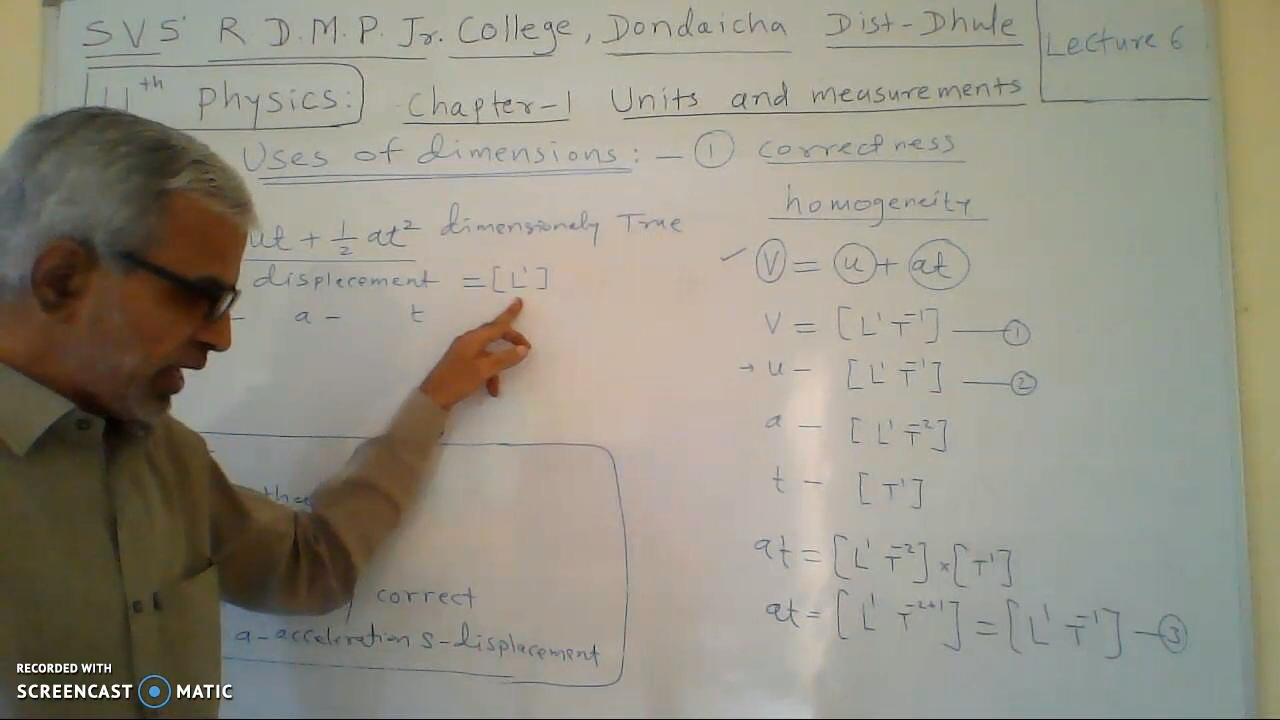 SVS' R D.M.P. Jr. College, Dondaicha Dist-Dhule
Lecture 6
11th Physics: Chapter-1 Units and measurements
Uses of dimensions: — ① correctness
homogeneity
ut + ½ at² dimensionaly True
displacement = [L¹]
- a - t
✓ V = u + at
V = [L¹ T⁻¹] — ①
→ u - [L¹ T⁻¹] — ②
a - [L¹ T⁻²]
t - [T¹]
at = [L¹ T⁻²] × [T¹]
at = [L¹ T⁻²⁺¹] = [L¹ T⁻¹] — ③
correct
a-acceleration s-displacement
RECORDED WITH
SCREENCAST O MATIC